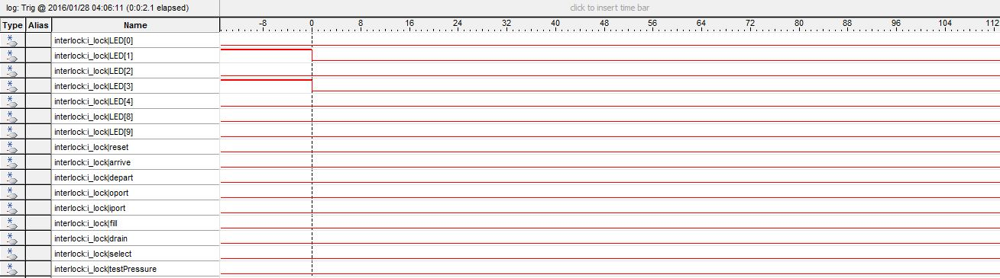 log: Trig @ 2016/01/28 04:06:11 (0:0:2.1 elapsed) click to insert time bar
Type Alias Name -8 0 8 16 24 32 40 48 56 64 72 80 88 96 104 112
interlock:i_lock|LED[0]
interlock:i_lock|LED[1]
interlock:i_lock|LED[2]
interlock:i_lock|LED[3]
interlock:i_lock|LED[4]
interlock:i_lock|LED[8]
interlock:i_lock|LED[9]
interlock:i_lock|reset
interlock:i_lock|arrive
interlock:i_lock|depart
interlock:i_lock|oport
interlock:i_lock|iport
interlock:i_lock|fill
interlock:i_lock|drain
interlock:i_lock|select
interlock:i_lock|testPressure